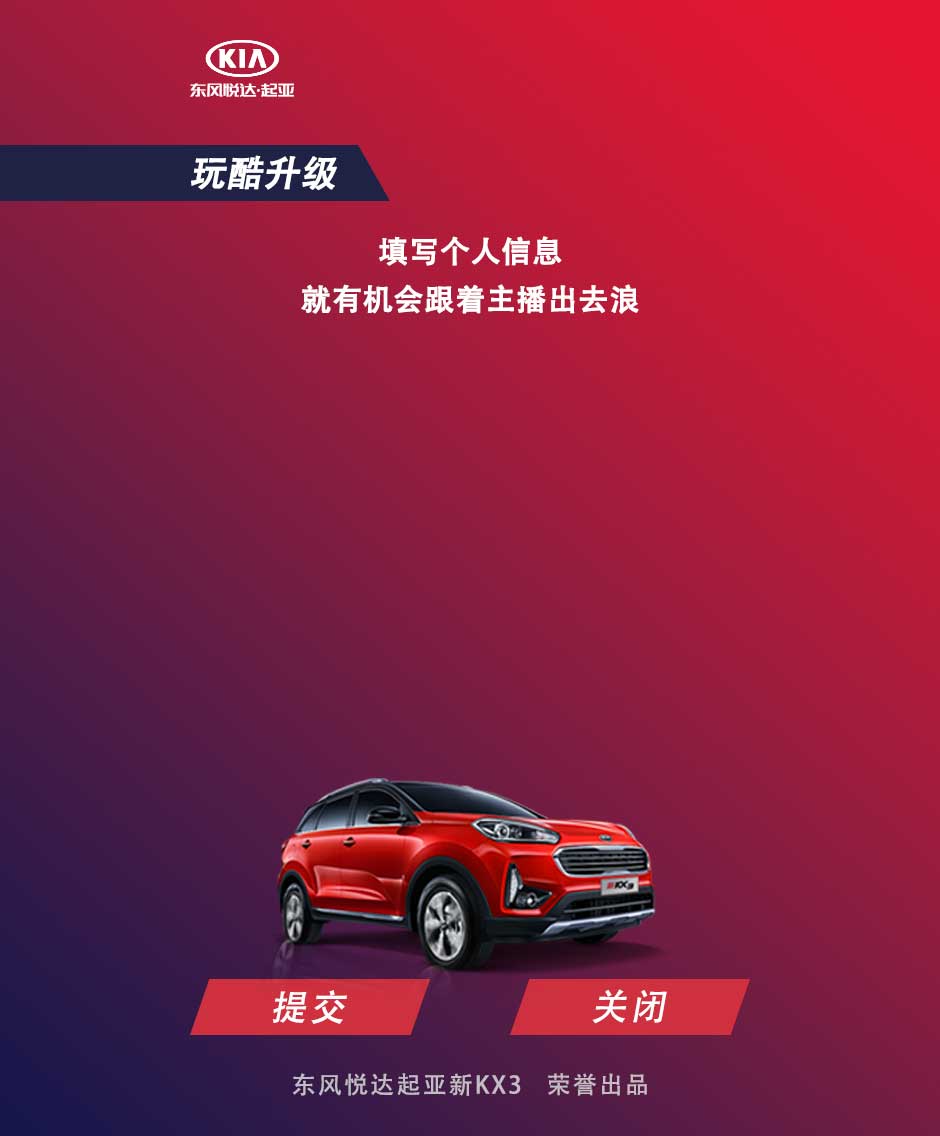 KIA
东风悦达·起亚
玩酷升级
填写个人信息
就有机会跟着主播出去浪
新KX3
提交
关闭
东风悦达起亚新KX3 荣誉出品